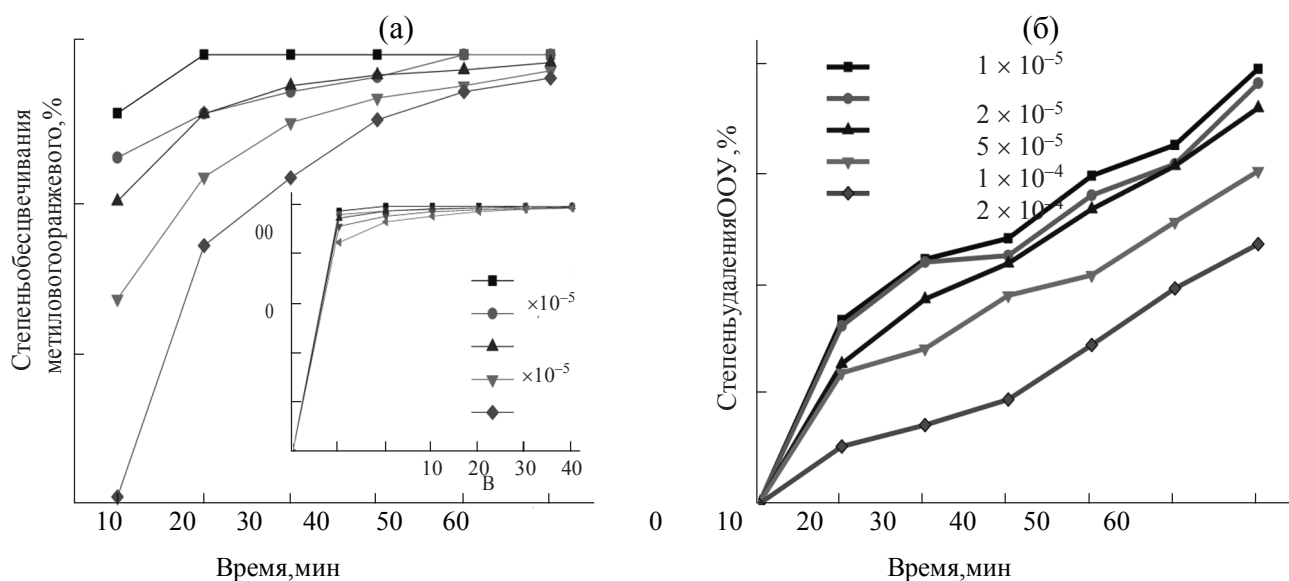 (а)
Степеньобесцвечивания
метиловогооранжевого,%
00
0
×10⁻⁵
×10⁻⁵
10 20 30 40
В
10 20 30 40 50 60
Время,мин
(б)
СтепеньудаленияООУ,%
1 × 10⁻⁵
2 × 10⁻⁵
5 × 10⁻⁵
1 × 10⁻⁴
2 × 10⁻⁴
0 10 20 30 40 50 60
Время,мин